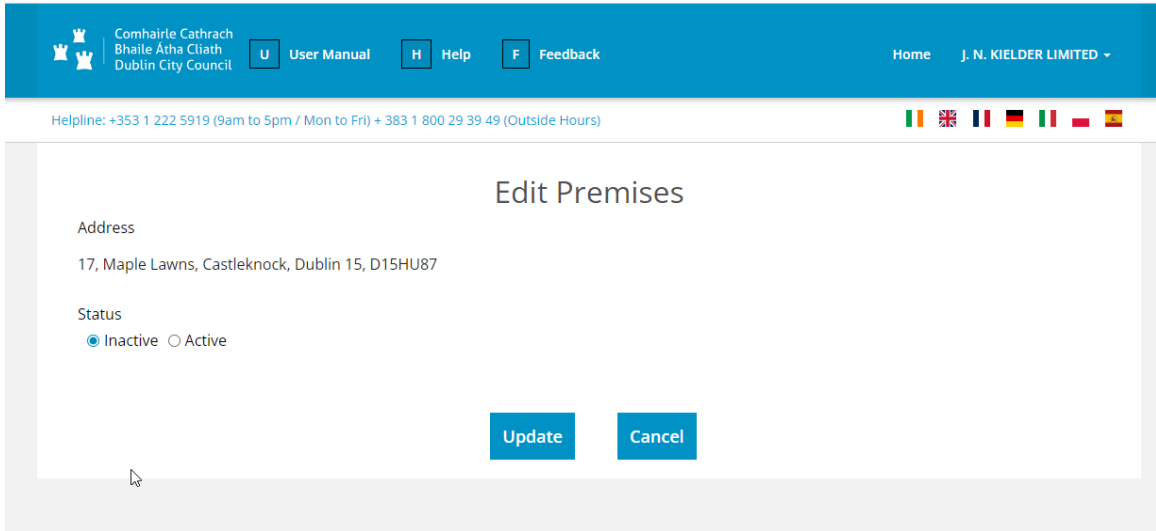 Comhairle Cathrach
Bhaile Átha Cliath
Dublin City Council
U User Manual H Help F Feedback Home J. N. KIELDER LIMITED
Helpline: +353 1 222 5919 (9am to 5pm / Mon to Fri) + 383 1 800 29 39 49 (Outside Hours)
Edit Premises
Address
17, Maple Lawns, Castleknock, Dublin 15, D15HU87
Status
Inactive Active
Update Cancel